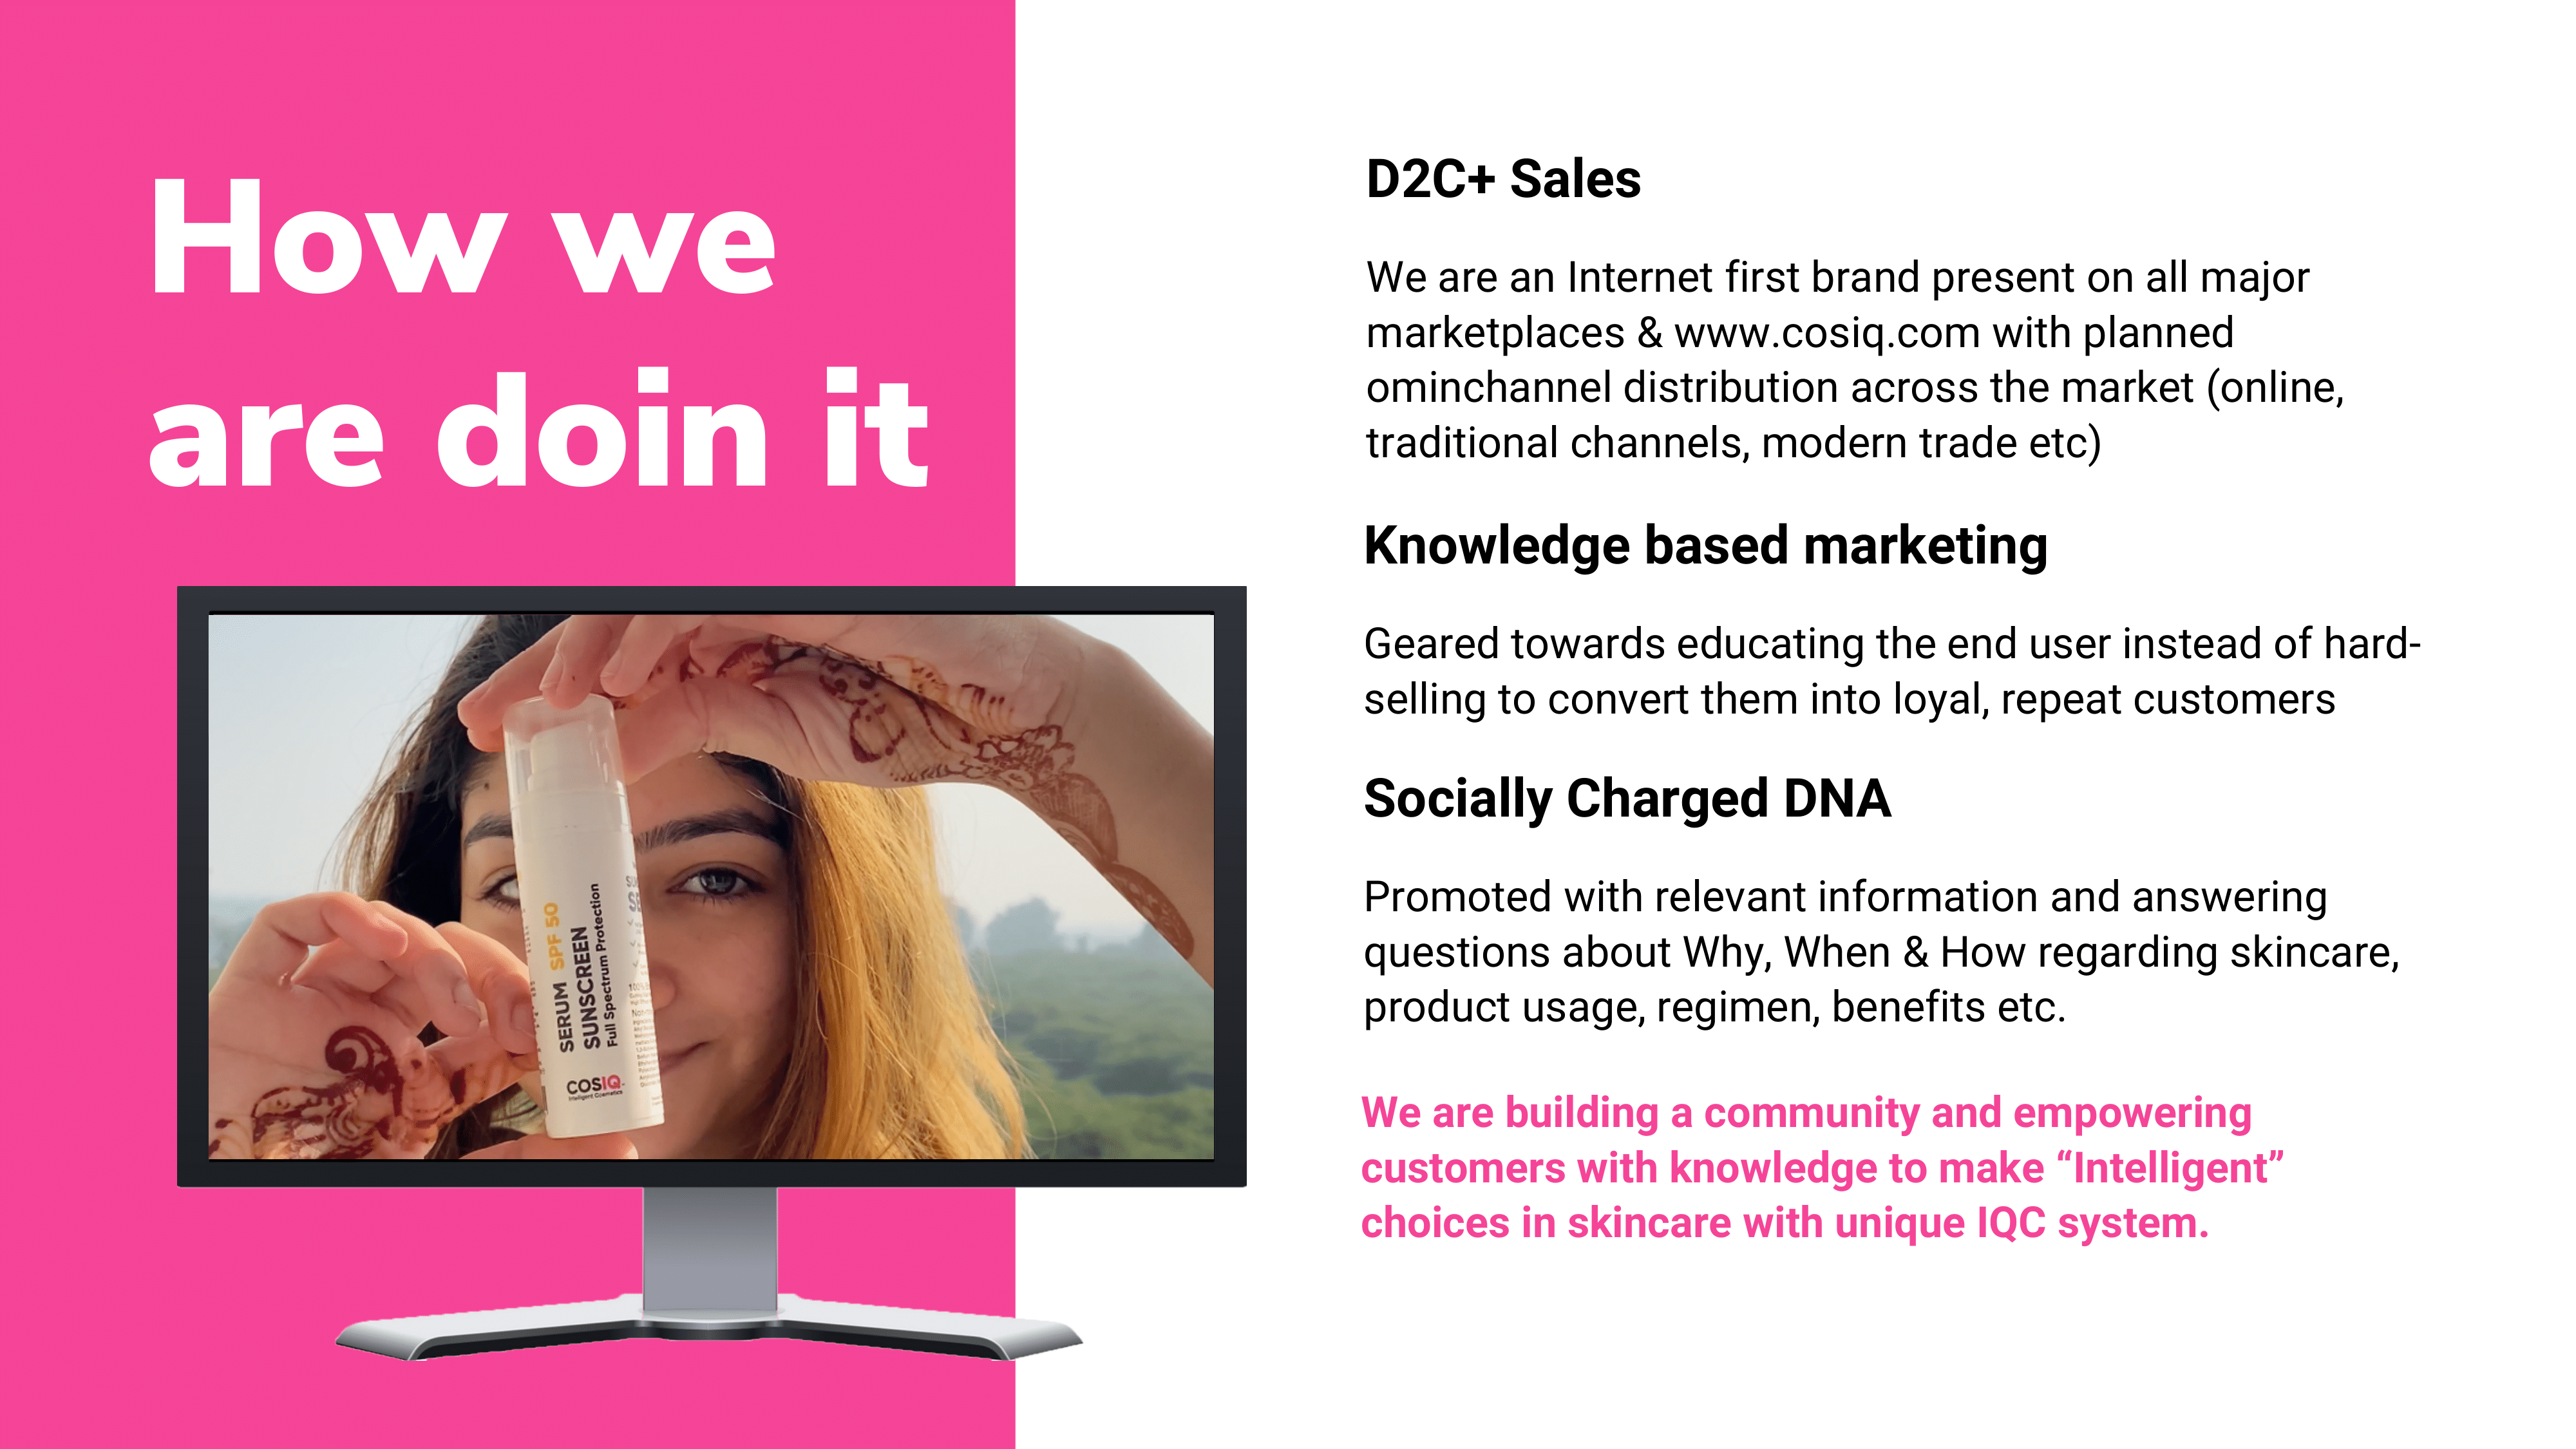 How we
are doin it
D2C+ Sales
We are an Internet first brand present on all major
marketplaces & www.cosiq.com with planned
ominchannel distribution across the market (online,
traditional channels, modern trade etc)
Knowledge based marketing
Geared towards educating the end user instead of hard-
selling to convert them into loyal, repeat customers
Socially Charged DNA
Promoted with relevant information and answering
questions about Why, When & How regarding skincare,
product usage, regimen, benefits etc.
We are building a community and empowering
customers with knowledge to make “Intelligent”
choices in skincare with unique IQC system.
SERUM SPF 50
SUNSCREEN
Full Spectrum Protection
COSIQ
Intelligent Cosmetics